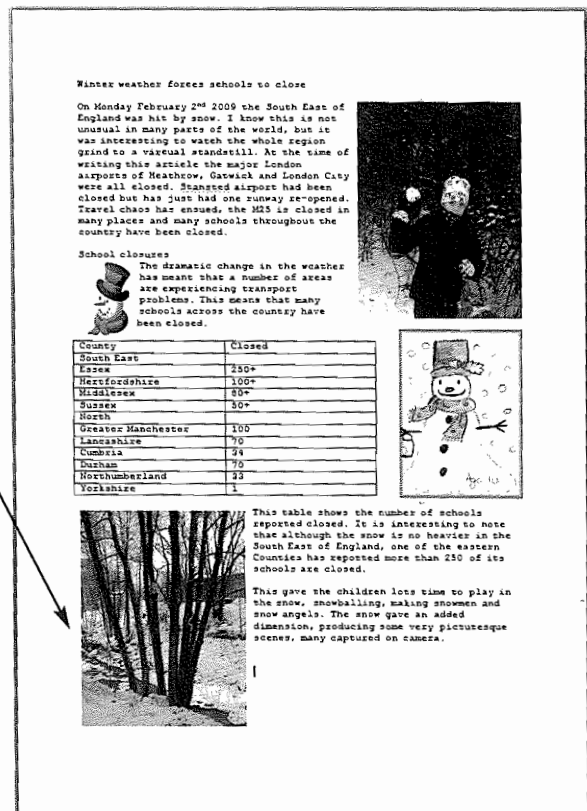 Winter weather forces schools to close
On Monday February 2nd 2009 the South East of
England was hit by snow. I know this is not
unusual in many parts of the world, but it
was interesting to watch the whole region
grind to a virtual standstill. At the time of
writing this article the major London
airports of Heathrow, Gatwick and London City
were all closed. Stansted airport had been
closed but has just had one runway re-opened.
Travel chaos has ensued, the M25 is closed in
many places and many schools throughout the
country have been closed.
School closures
The dramatic change in the weather
has meant that a number of areas
are experiencing transport
problems. This means that many
schools across the country have
been closed.
County Closed
South East
Essex 250+
Hertfordshire 100+
Middlesex 80+
Sussex 50+
North
Greater Manchester 100
Lancashire 70
Cumbria 34
Durham 70
Northumberland 33
Yorkshire 1
This table shows the number of schools
reported closed. It is interesting to note
that although the snow is no heavier in the
South East of England, one of the eastern
Counties has reported more than 250 of its
schools are closed.
This gave the children lots time to play in
the snow, snowballing, making snowmen and
snow angels. The snow gave an added
dimension, producing some very picturesque
scenes, many captured on camera.